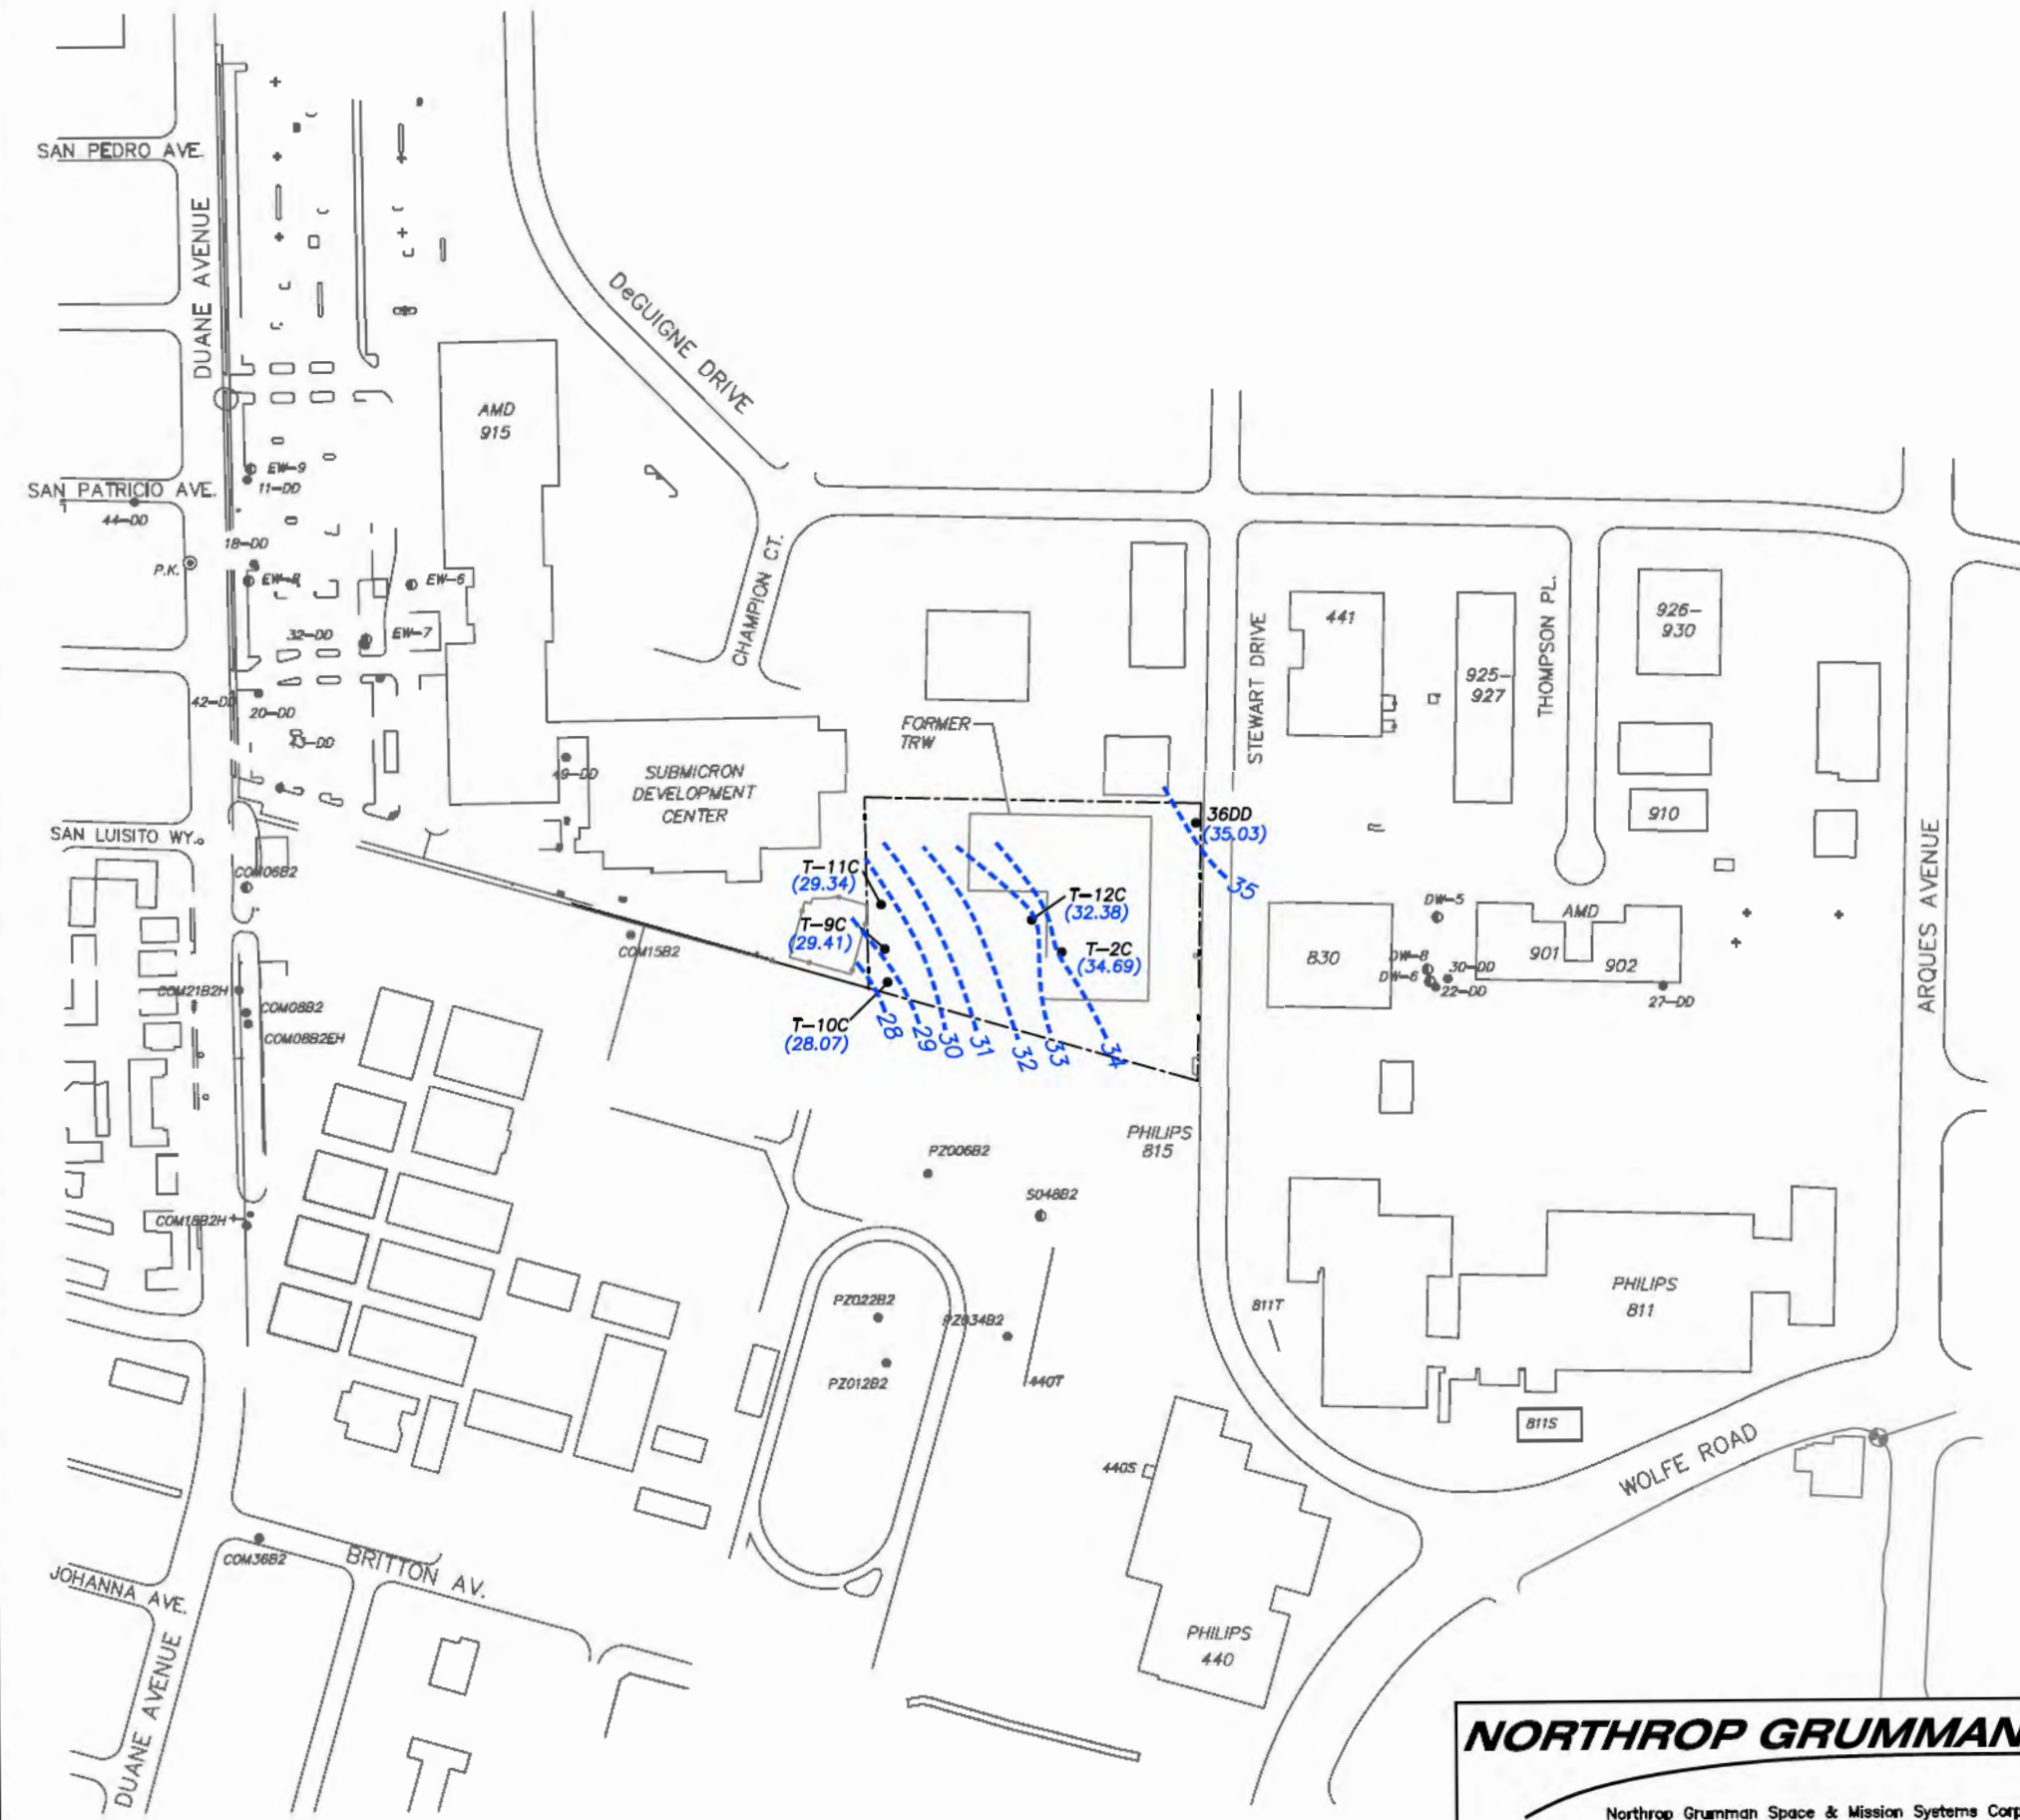 SAN PEDRO AVE.
DUANE AVENUE
DeGUIGNE DRIVE
AMD
915
EW-9
11-DD
SAN PATRICIO AVE.
44-DD
18-DD
P.K.
EW-8
EW-6
CHAMPION CT.
32-DD
EW-7
42-DD
20-DD
43-DD
49-DD
SUBMICRON
DEVELOPMENT
CENTER
FORMER
TRW
STEWART DRIVE
441
925-
927
THOMPSON PL.
926-
930
910
ARQUES AVENUE
SAN LUISITO WY.
COM06B2
36DD
(35.03)
35
T-11C
(29.34)
T-12C
(32.38)
T-9C
(29.41)
T-2C
(34.69)
T-10C
(28.07)
28
29
30
31
32
33
34
COM15B2
830
DW-5
AMD
901
902
DW-8
30-DD
DW-6
22-DD
27-DD
COM21B2H
COM08B2
COM08B2EH
PHILIPS
815
PZ006B2
S048B2
COM18B2H
PZ022B2
PZ034B2
PZ012B2
440T
811T
PHILIPS
811
811S
440S
WOLFE ROAD
COM36B2
BRITTON AV.
JOHANNA AVE.
DUANE AVENUE
PHILIPS
440
NORTHROP GRUMMAN
Northrop Grumman Space & Mission Systems Corp